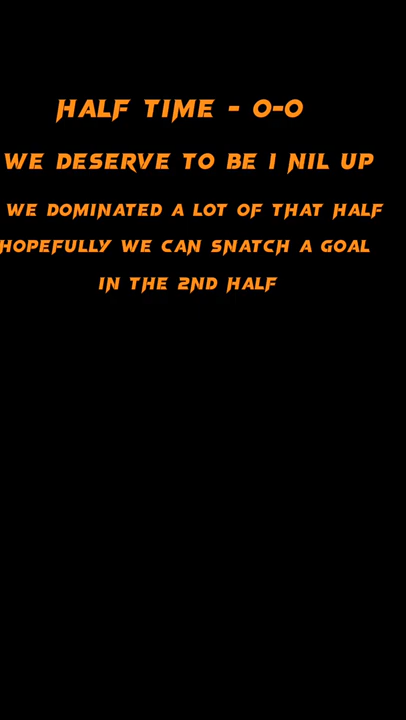 HALF TIME - 0-0
WE DESERVE TO BE 1 NIL UP
WE DOMINATED A LOT OF THAT HALF
HOPEFULLY WE CAN SNATCH A GOAL
IN THE 2ND HALF